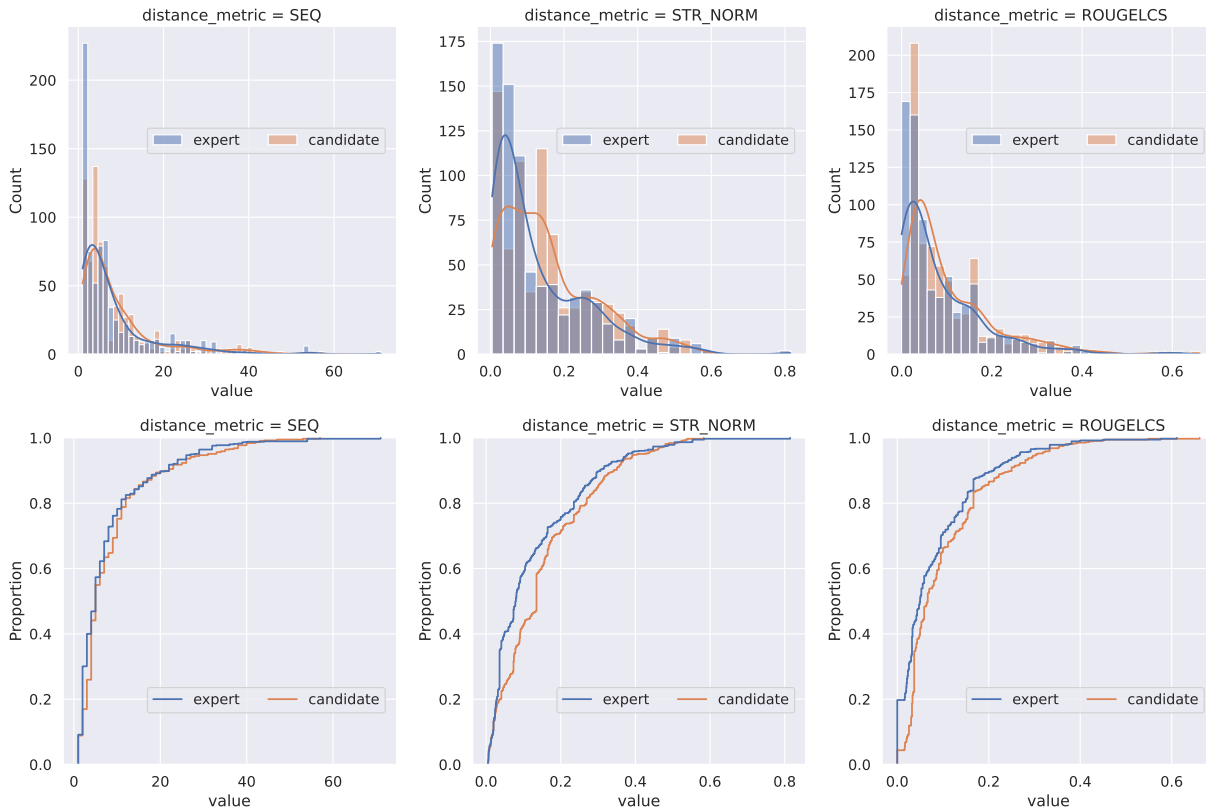 distance_metric = SEQ
200
150
100
50
0
Count
0 20 40 60
value
expert candidate
distance_metric = STR_NORM
175
150
125
100
75
50
25
0
Count
0.0 0.2 0.4 0.6 0.8
value
expert candidate
distance_metric = ROUGELCS
200
175
150
125
100
75
50
25
0
Count
0.0 0.2 0.4 0.6
value
expert candidate
distance_metric = SEQ
1.0
0.8
0.6
0.4
0.2
0.0
Proportion
0 20 40 60
value
expert candidate
distance_metric = STR_NORM
1.0
0.8
0.6
0.4
0.2
0.0
Proportion
0.0 0.2 0.4 0.6 0.8
value
expert candidate
distance_metric = ROUGELCS
1.0
0.8
0.6
0.4
0.2
0.0
Proportion
0.0 0.2 0.4 0.6
value
expert candidate